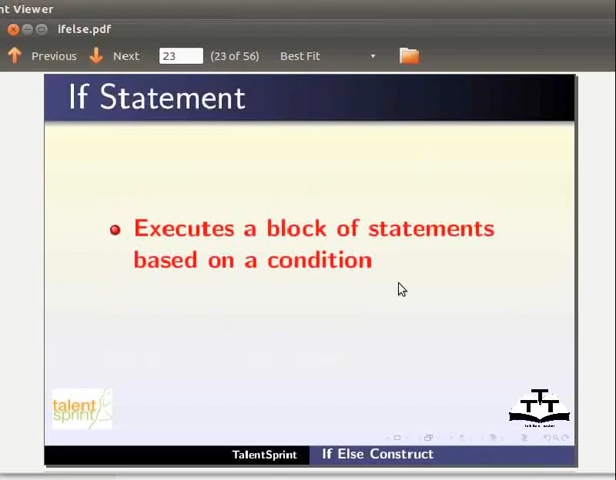 nt Viewer
ifelse.pdf
Previous Next 23 (23 of 56) Best Fit
If Statement
Executes a block of statements
based on a condition
talent
sprint
TTT
TalentSprint If Else Construct